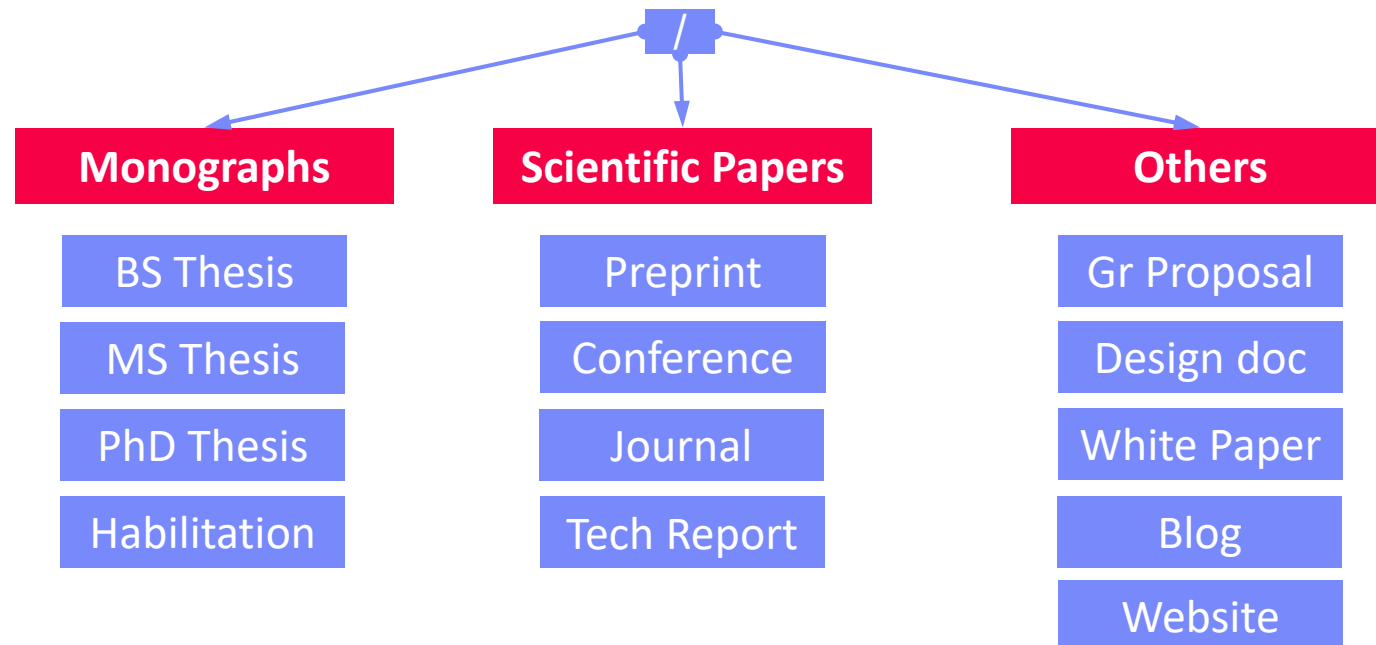 /
Monographs
BS Thesis
MS Thesis
PhD Thesis
Habilitation
Scientific Papers
Preprint
Conference
Journal
Tech Report
Others
Gr Proposal
Design doc
White Paper
Blog
Website